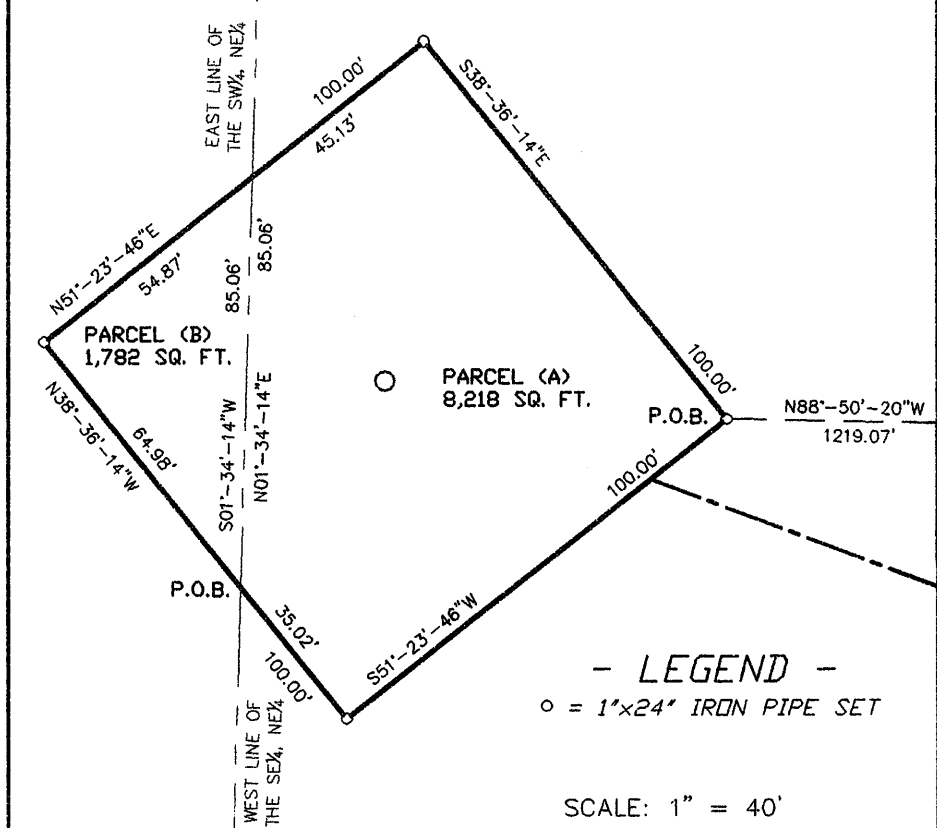 EAST LINE OF
THE SW¼, NE¼
100.00'
45.13'
S38°-36'-14"E
N51°-23'-46"E
54.87'
85.06'
85.06'
PARCEL (B)
1,782 SQ. FT.
PARCEL (A)
8,218 SQ. FT.
100.00'
P.O.B.
N88°-50'-20"W
1219.07'
N38°-36'-14"W
64.98'
S01°-34'-14"W
N01°-34'-14"E
100.00'
P.O.B.
35.02'
100.00'
S51°-23'-46"W
WEST LINE OF
THE SE¼, NE¼
- LEGEND -
O = 1"x24" IRON PIPE SET
SCALE: 1" = 40'